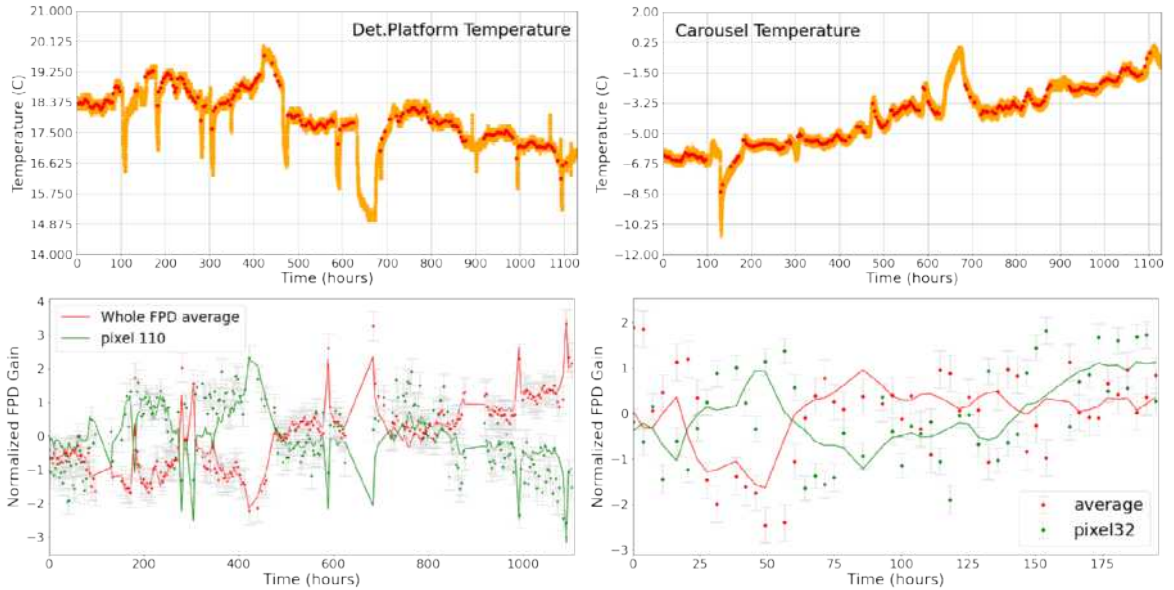 21.000
20.125
19.250
18.375
17.500
16.625
15.750
14.875
14.000
Temperature (C)
Det.Platform Temperature
0 100 200 300 400 500 600 700 800 900 1000 1100
Time (hours)
2.00
0.25
−1.50
−3.25
−5.00
−6.75
−8.50
−10.25
−12.00
Temperature (C)
Carousel Temperature
0 100 200 300 400 500 600 700 800 900 1000 1100
Time (hours)
4
3
2
1
0
−1
−2
−3
Normalized FPD Gain
Whole FPD average
pixel 110
0 200 400 600 800 1000
Time (hours)
2
1
0
−1
−2
−3
Normalized FPD Gain
average
pixel32
0 25 50 75 100 125 150 175
Time (hours)